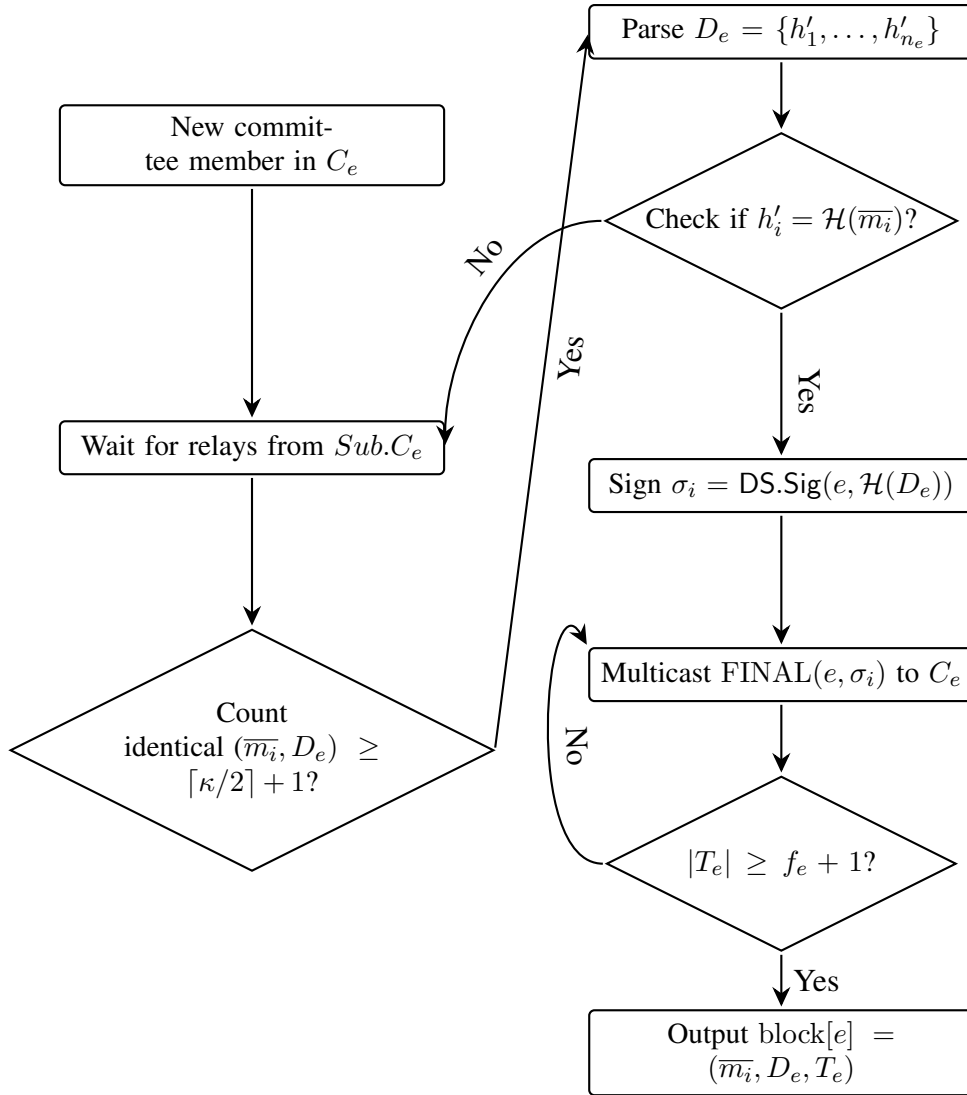 New commit-
tee member in $C_e$
Wait for relays from $Sub.C_e$
Count
identical $(\overline{m_i}, D_e) \geq$
$\lceil \kappa/2 \rceil + 1$?
Yes
Parse $D_e = \{h'_1, \ldots, h'_{n_e}\}$
Check if $h'_i = \mathcal{H}(\overline{m_i})$?
No
Yes
Sign $\sigma_i = \mathsf{DS.Sig}(e, \mathcal{H}(D_e))$
Multicast $\mathrm{FINAL}(e, \sigma_i)$ to $C_e$
No
$|T_e| \geq f_e + 1$?
Yes
Output $\mathrm{block}[e] =$
$(\overline{m_i}, D_e, T_e)$